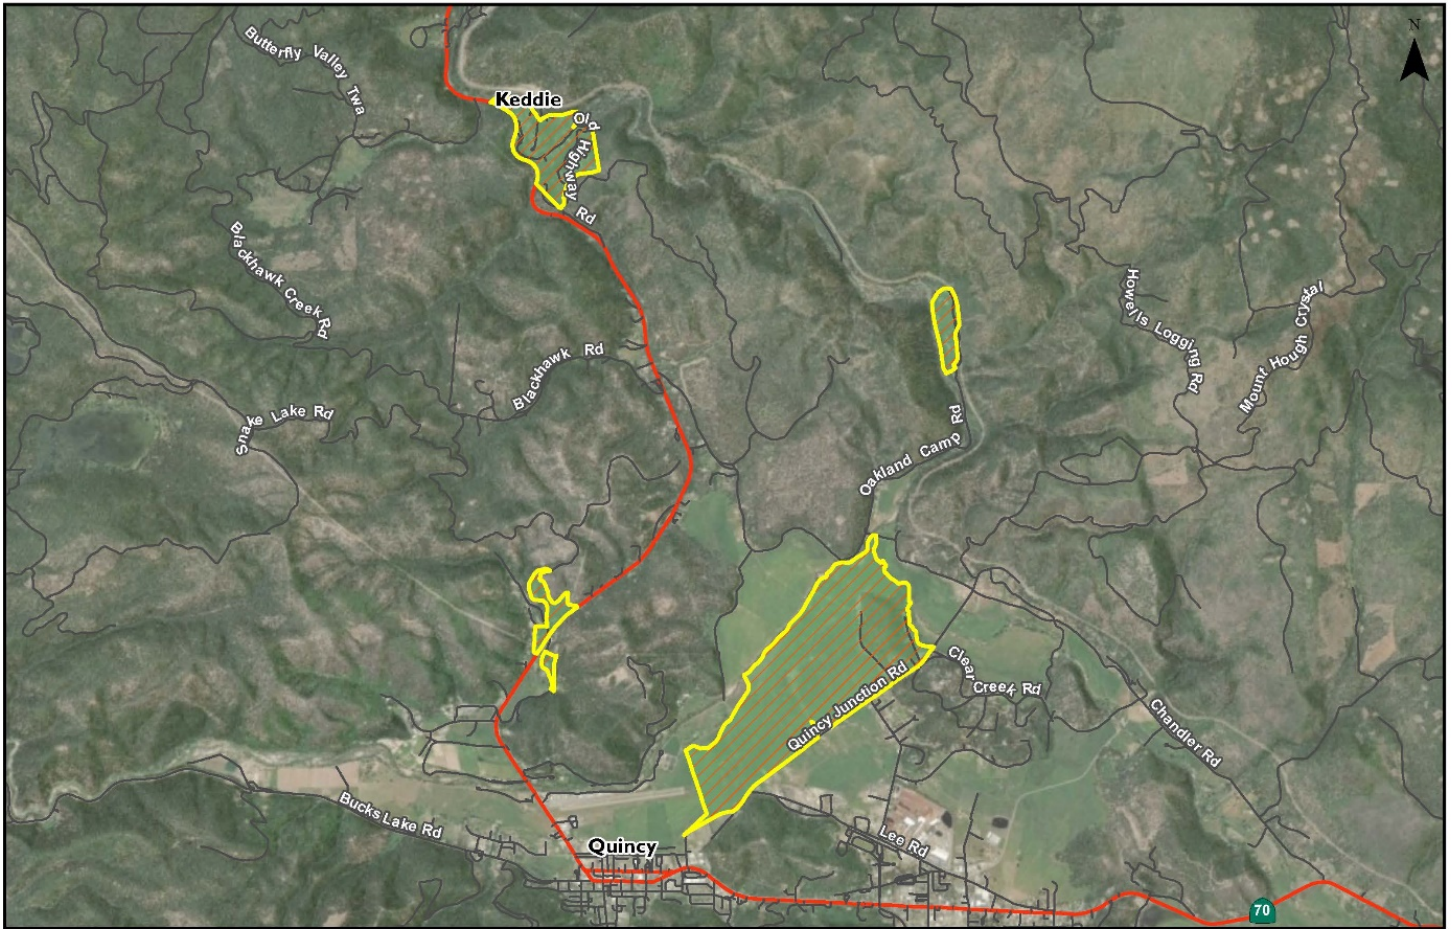 N
Butterfly Valley Twa
Keddie
Old Highway Rd
Blackhawk Creek Rd
Howells Logging Rd
Mount Hough Crystal
Blackhawk Rd
Snake Lake Rd
Oakland Camp Rd
Clear Creek Rd
Quincy Junction Rd
Chandler Rd
Bucks Lake Rd
Lee Rd
Quincy
70